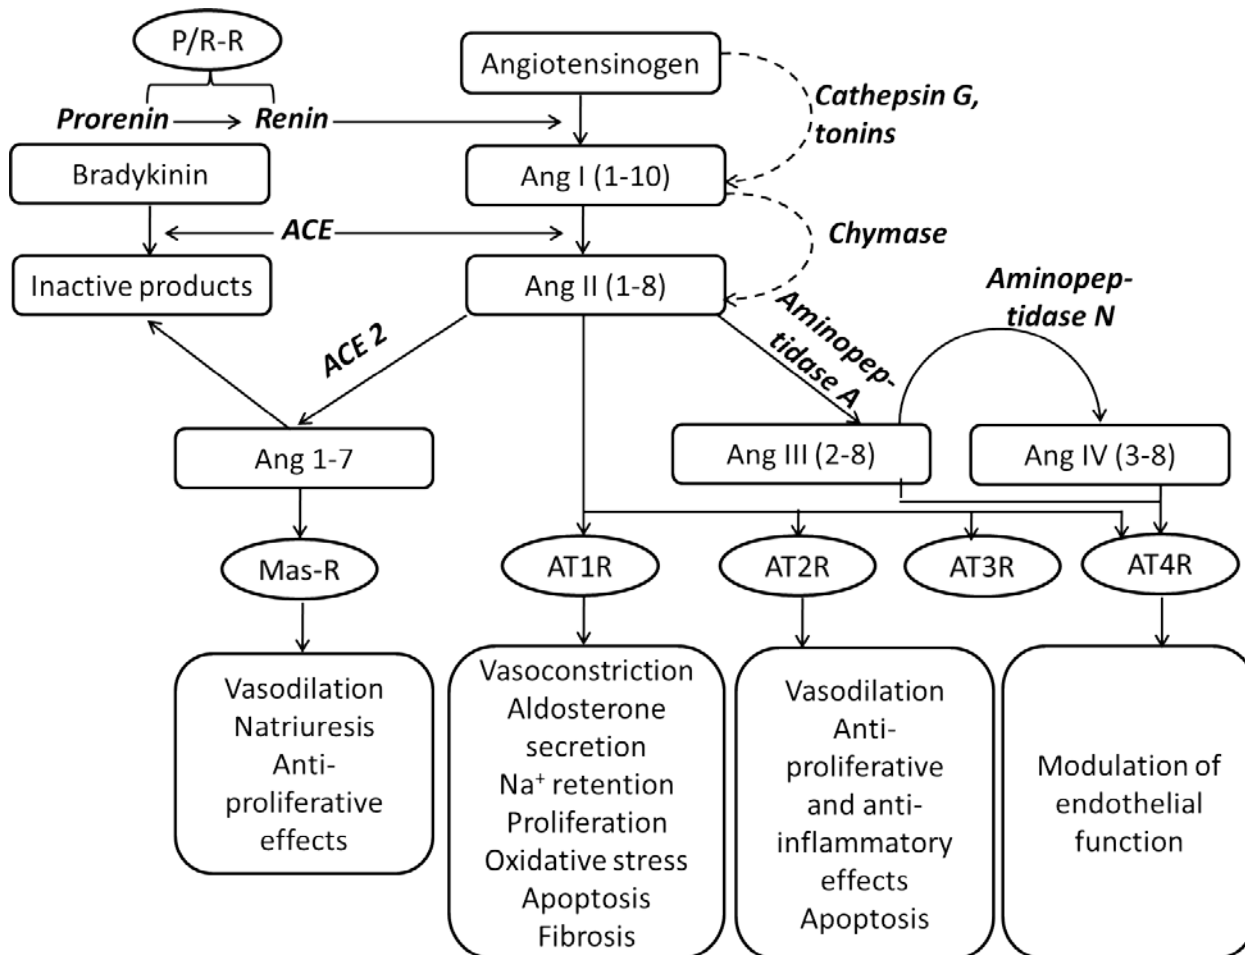 P/R-R
Angiotensinogen
Cathepsin G,
tonins
Prorenin
Renin
Bradykinin
Ang I (1-10)
ACE
Chymase
Inactive products
Ang II (1-8)
Aminopep-
tidase N
Aminopep-
tidase A
ACE 2
Ang 1-7
Ang III (2-8)
Ang IV (3-8)
Mas-R
AT1R
AT2R
AT3R
AT4R
Vasodilation
Natriuresis
Anti-
proliferative
effects
Vasoconstriction
Aldosterone
secretion
Na⁺ retention
Proliferation
Oxidative stress
Apoptosis
Fibrosis
Vasodilation
Anti-
proliferative
and anti-
inflammatory
effects
Apoptosis
Modulation of
endothelial
function